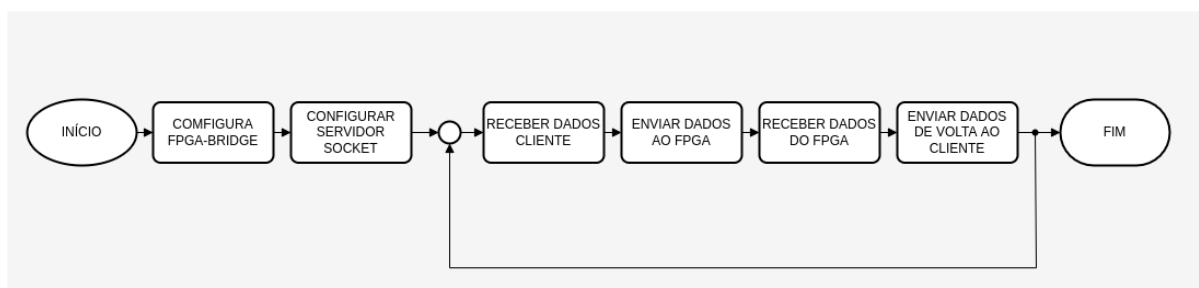 INÍCIO
COMFIGURA
FPGA-BRIDGE
CONFIGURAR
SERVIDOR
SOCKET
RECEBER DADOS
CLIENTE
ENVIAR DADOS
AO FPGA
RECEBER DADOS
DO FPGA
ENVIAR DADOS
DE VOLTA AO
CLIENTE
FIM